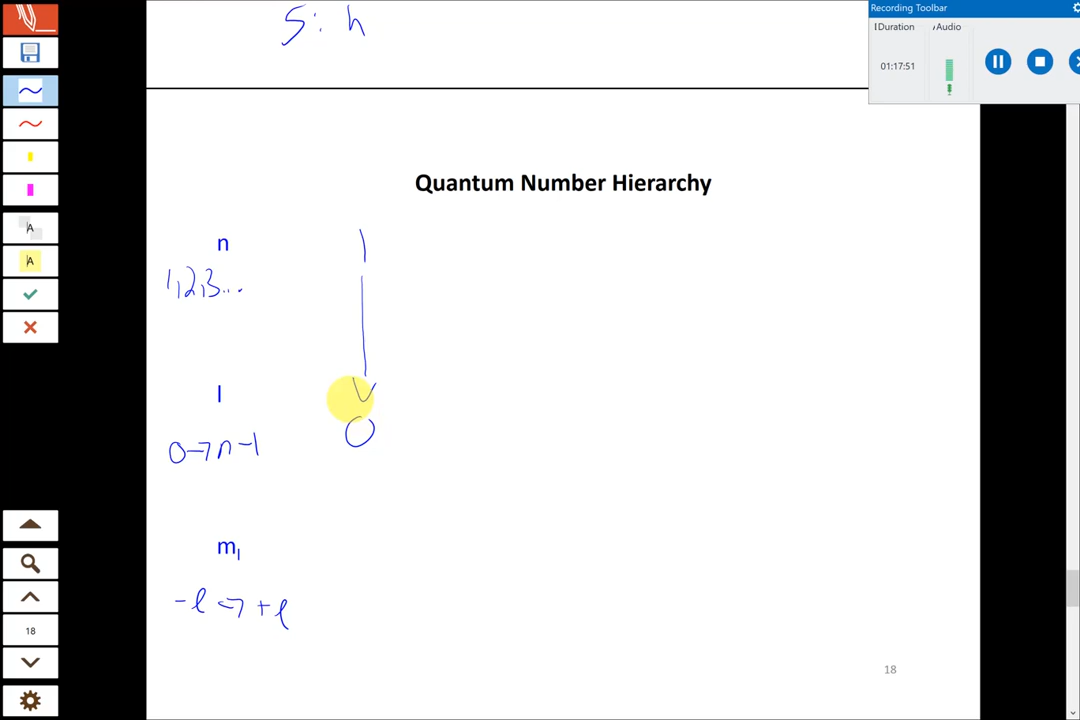 Recording Toolbar
Duration
Audio
01:17:51
5: h
Quantum Number Hierarchy
n
1
1,2,3...
l
0
0→n-1
ml
-l ↔ +l
18
18
A
A